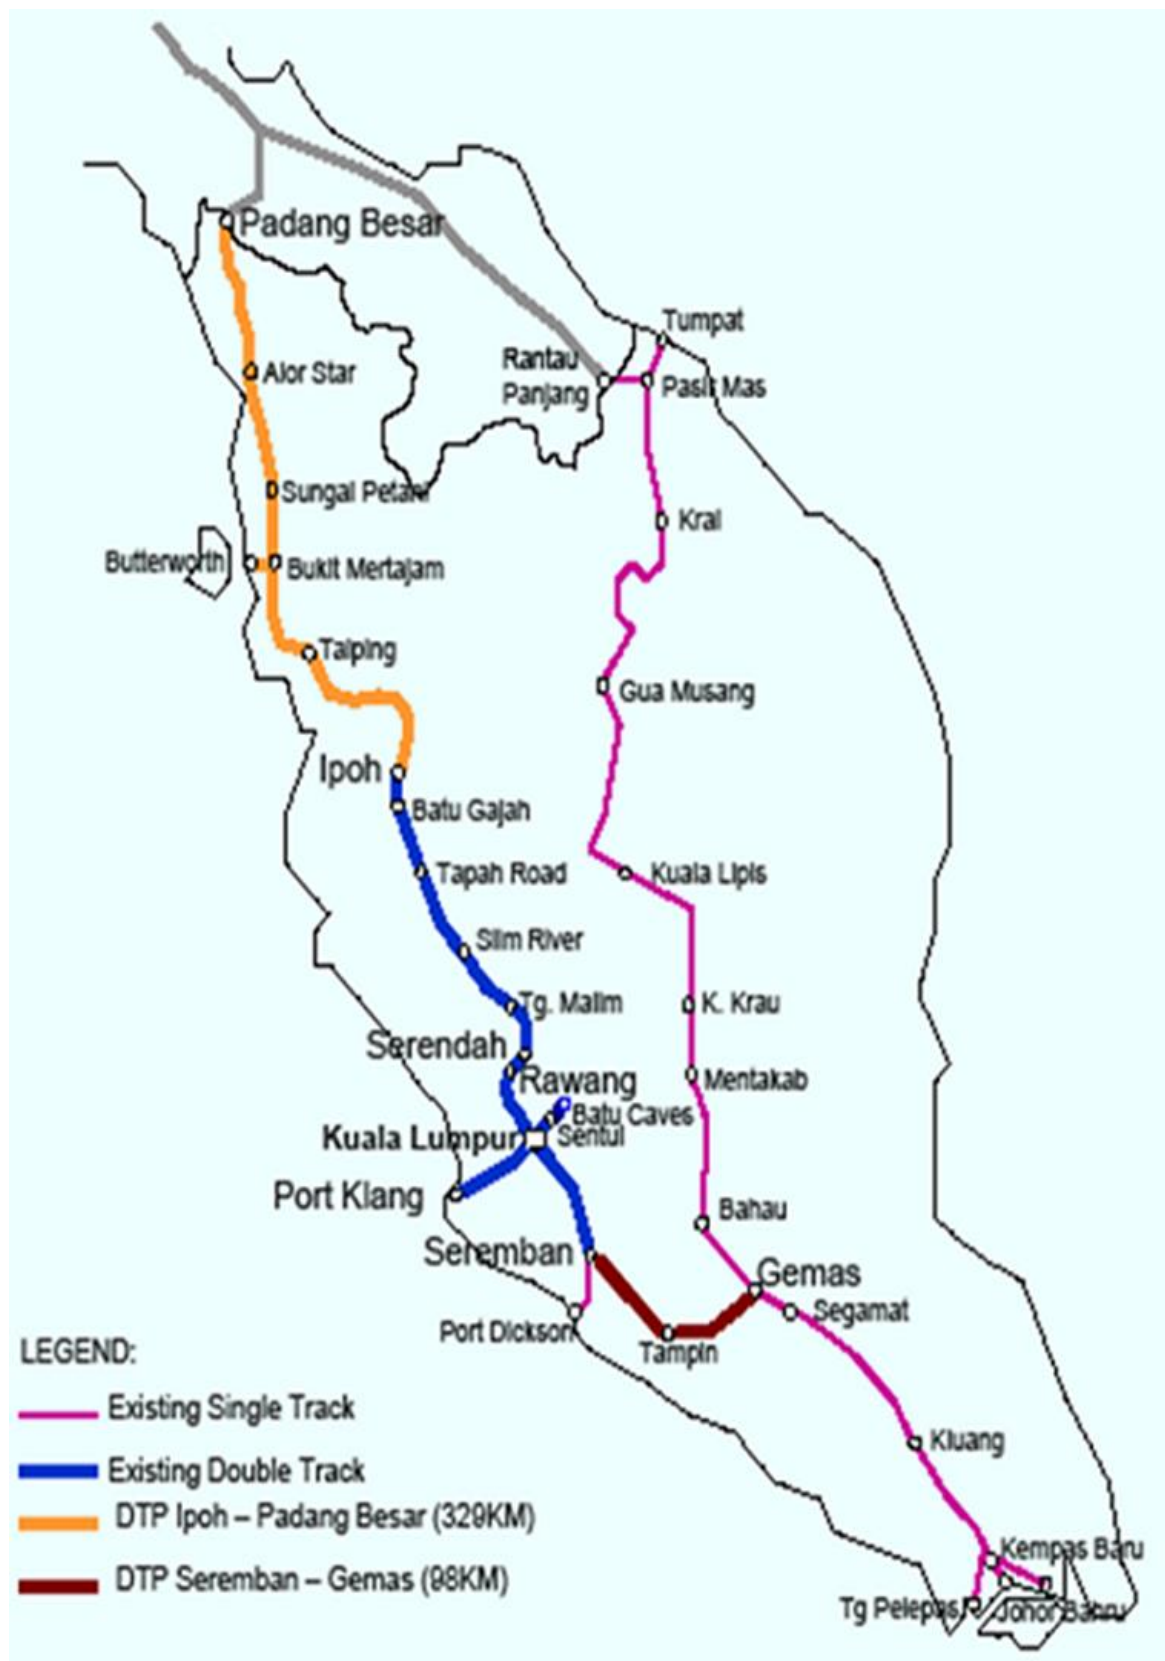 Padang Besar
Tumpat
Rantau
Panjang
Pasir Mas
Alor Star
Sungai Petani
Krai
Butterworth
Bukit Mertajam
Taiping
Gua Musang
Ipoh
Batu Gajah
Tapah Road
Kuala Lipis
Slim River
Tg. Malim
K. Krau
Serendah
Rawang
Mentakab
Batu Caves
Kuala Lumpur
Sentul
Port Klang
Bahau
Seremban
Gemas
Segamat
Port Dickson
Tampin
LEGEND:
Existing Single Track
Existing Double Track
DTP Ipoh – Padang Besar (329KM)
DTP Seremban – Gemas (98KM)
Kluang
Kempas Baru
Tg Pelepas
Johor Bahru